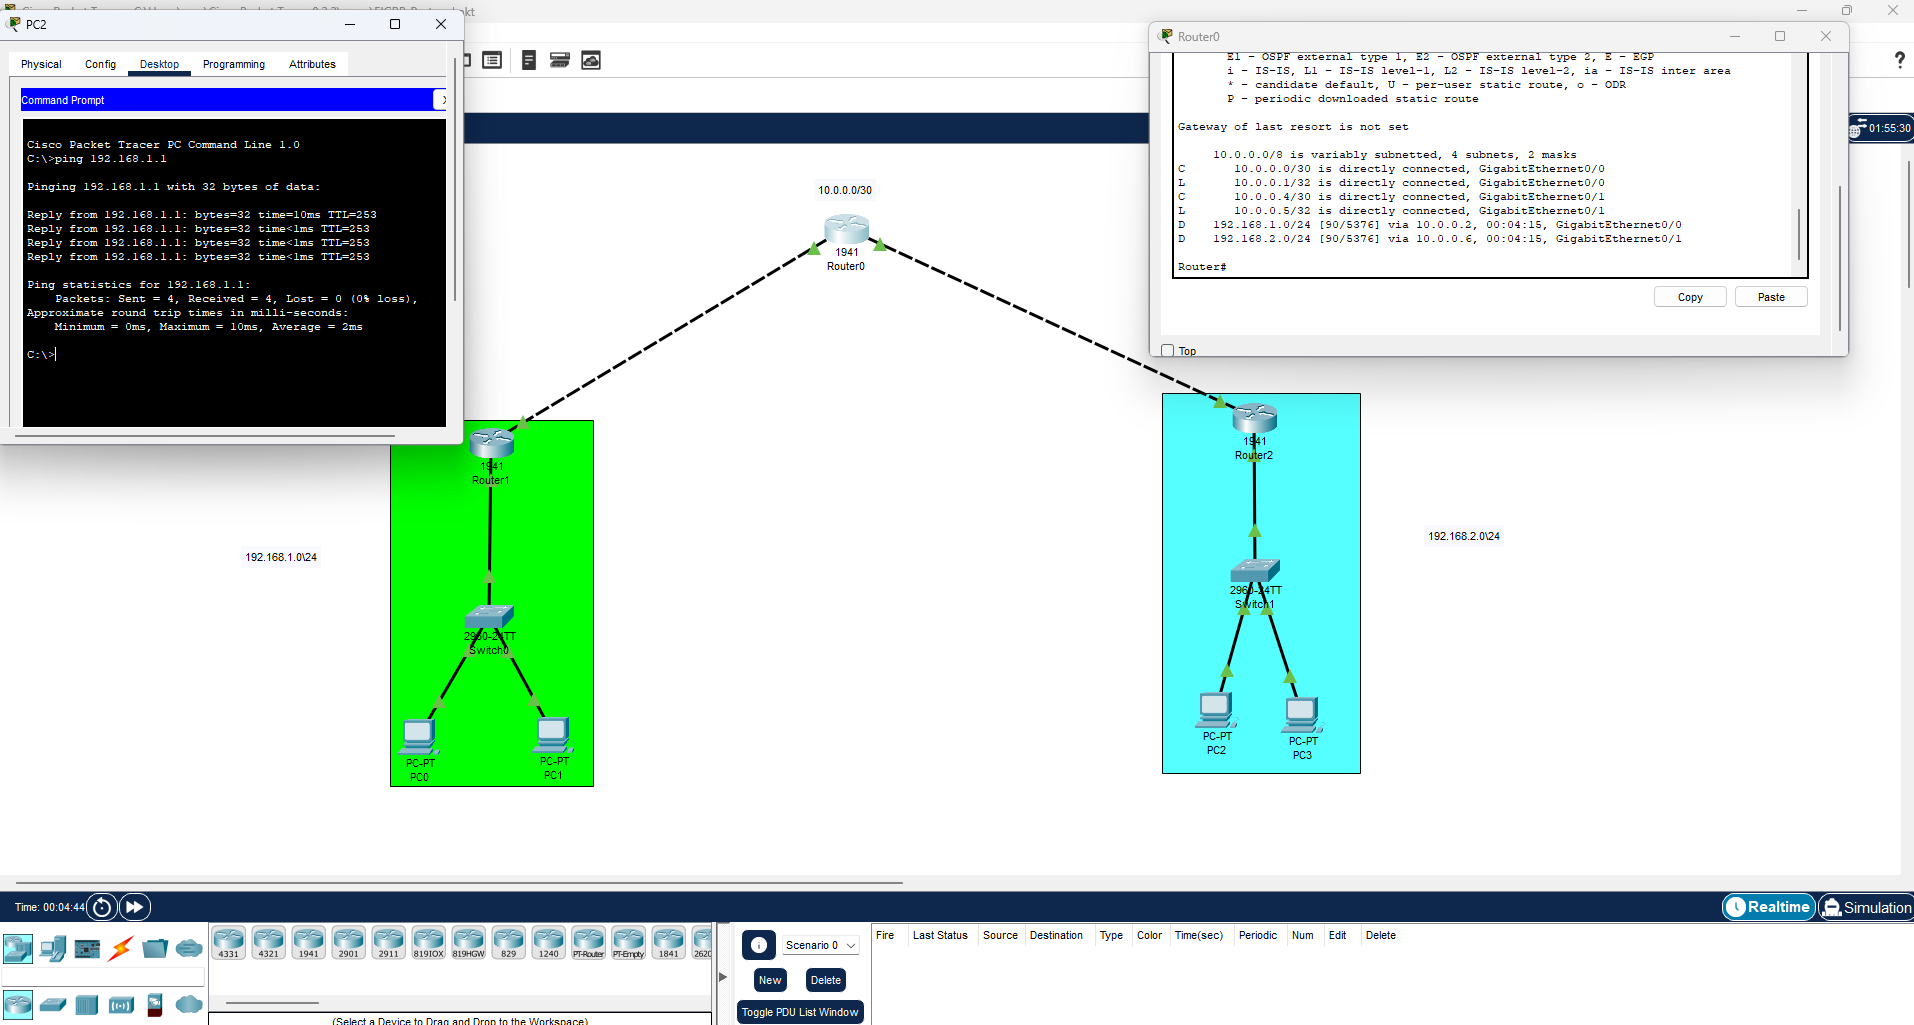 PC2
Physical
Config
Desktop
Programming
Attributes
Command Prompt
X
Cisco Packet Tracer PC Command Line 1.0
C:\>ping 192.168.1.1
Pinging 192.168.1.1 with 32 bytes of data:
Reply from 192.168.1.1: bytes=32 time=10ms TTL=253
Reply from 192.168.1.1: bytes=32 time<1ms TTL=253
Reply from 192.168.1.1: bytes=32 time<1ms TTL=253
Reply from 192.168.1.1: bytes=32 time<1ms TTL=253
Ping statistics for 192.168.1.1:
Packets: Sent = 4, Received = 4, Lost = 0 (0% loss),
Approximate round trip times in milli-seconds:
Minimum = 0ms, Maximum = 10ms, Average = 2ms
C:\>
Router0
E1 - OSPF external type 1, E2 - OSPF external type 2, E - EGP
i - IS-IS, L1 - IS-IS level-1, L2 - IS-IS level-2, ia - IS-IS inter area
* - candidate default, U - per-user static route, o - ODR
P - periodic downloaded static route
Gateway of last resort is not set
10.0.0.0/8 is variably subnetted, 4 subnets, 2 masks
C 10.0.0.0/30 is directly connected, GigabitEthernet0/0
L 10.0.0.1/32 is directly connected, GigabitEthernet0/0
C 10.0.0.4/30 is directly connected, GigabitEthernet0/1
L 10.0.0.5/32 is directly connected, GigabitEthernet0/1
D 192.168.1.0/24 [90/5376] via 10.0.0.2, 00:04:15, GigabitEthernet0/0
D 192.168.2.0/24 [90/5376] via 10.0.0.6, 00:04:15, GigabitEthernet0/1
Router#
Copy
Paste
Top
?
01:55:30
10.0.0.0/30
1941
Router0
1941
Router1
1941
Router2
192.168.1.0\24
192.168.2.0\24
2960-24TT
Switch0
2960-24TT
Switch1
PC-PT
PC0
PC-PT
PC1
PC-PT
PC2
PC-PT
PC3
Time: 00:04:44
Realtime
Simulation
4331
4321
1941
2901
2911
819IOX
819HGW
829
1240
PT-Router
PT-Empty
1841
2620
(Select a Device to Drag and Drop to the Workspace)
Scenario 0
New
Delete
Toggle PDU List Window
Fire
Last Status
Source
Destination
Type
Color
Time(sec)
Periodic
Num
Edit
Delete